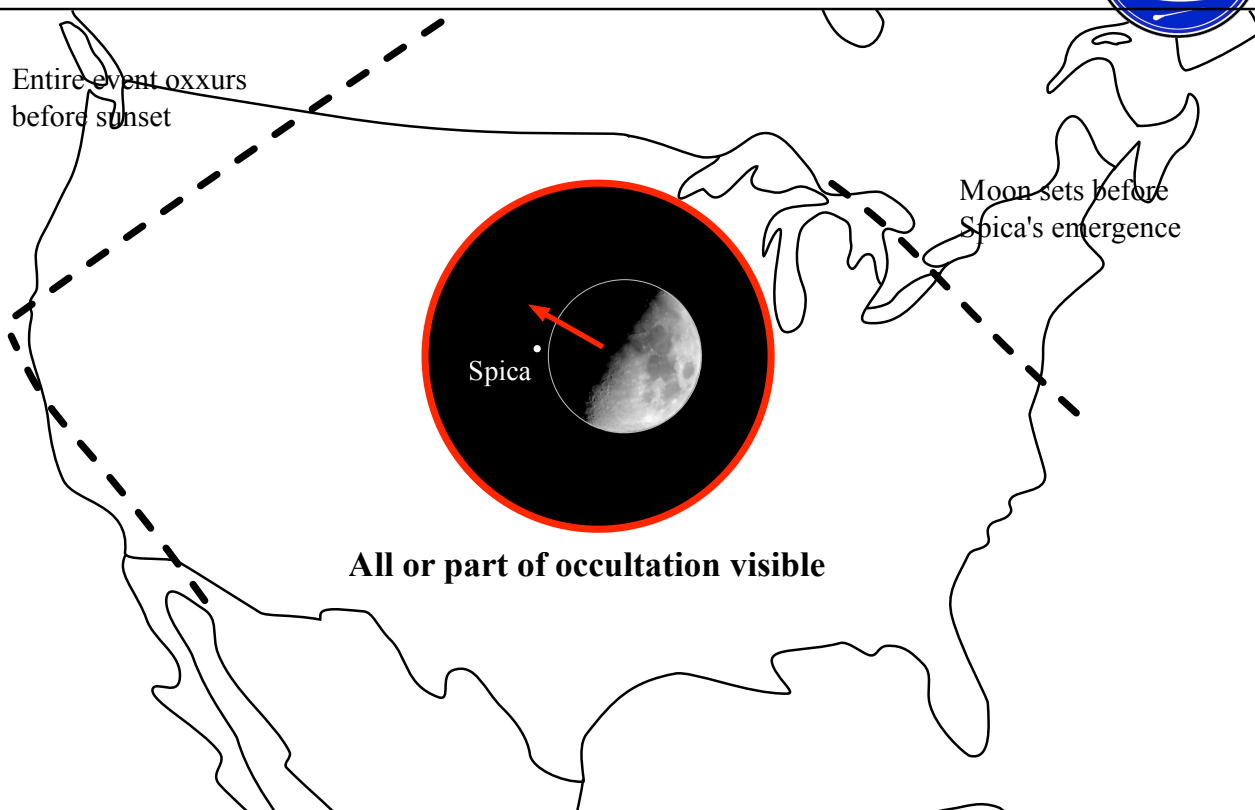 Entire event oxxurs
before sunset
Moon sets before
Spica's emergence
Spica
All or part of occultation visible